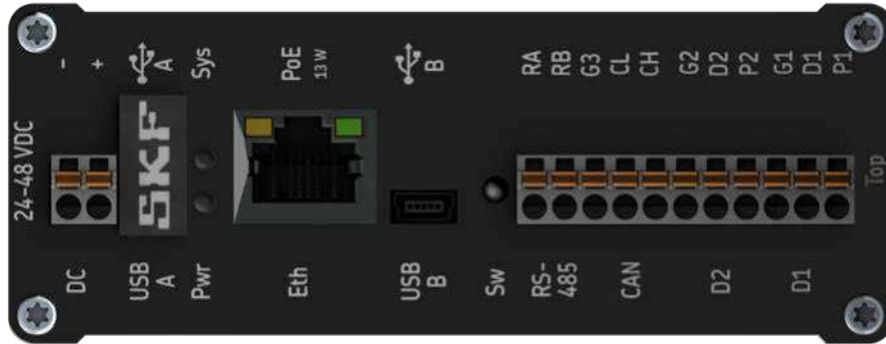 24-48 VDC
-
+
A
Sys
PoE
13 W
B
RA
RB
G3
CL
CH
G2
D2
P2
G1
D1
P1
SKF
Top
DC
USB
A
Pwr
Eth
USB
B
Sw
RS-
485
CAN
D2
D1